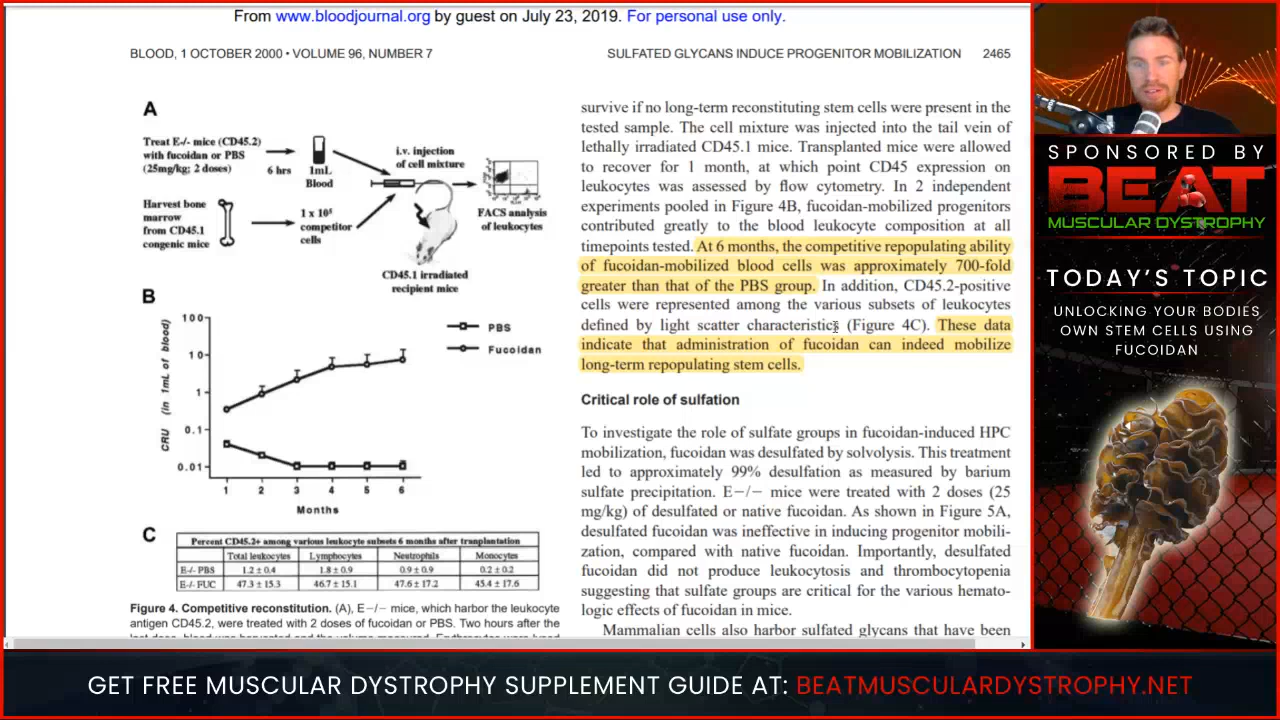 From www.bloodjournal.org by guest on July 23, 2019. For personal use only.
BLOOD, 1 OCTOBER 2000 • VOLUME 96, NUMBER 7
SULFATED GLYCANS INDUCE PROGENITOR MOBILIZATION 2465
A
Treat E-/- mice (CD45.2)
with fucoidan or PBS
(25mg/kg; 2 doses)
6 hrs
1mL
Blood
i.v. injection
of cell mixture
Harvest bone
marrow
from CD45.1
congenic mice
1 x 10⁵
competitor
cells
FACS analysis
of leukocytes
CD45.1 irradiated
recipient mice
B
CRU (in 1mL of blood)
100
10
1
0.1
0.01
1 2 3 4 5 6
Months
PBS
Fucoidan
C
Percent CD45.2+ among various leukocyte subsets 6 months after tranplantation
Total leukocytes Lymphocytes Neutrophils Monocytes
E-/- PBS 1.2 ± 0.4 1.8 ± 0.9 0.9 ± 0.9 0.2 ± 0.2
E-/- FUC 47.3 ± 15.3 46.7 ± 15.1 47.6 ± 17.2 45.4 ± 17.6
Figure 4. Competitive reconstitution. (A), E−/− mice, which harbor the leukocyte
antigen CD45.2, were treated with 2 doses of fucoidan or PBS. Two hours after the
survive if no long-term reconstituting stem cells were present in the
tested sample. The cell mixture was injected into the tail vein of
lethally irradiated CD45.1 mice. Transplanted mice were allowed
to recover for 1 month, at which point CD45 expression on
leukocytes was assessed by flow cytometry. In 2 independent
experiments pooled in Figure 4B, fucoidan-mobilized progenitors
contributed greatly to the blood leukocyte composition at all
timepoints tested. At 6 months, the competitive repopulating ability
of fucoidan-mobilized blood cells was approximately 700-fold
greater than that of the PBS group. In addition, CD45.2-positive
cells were represented among the various subsets of leukocytes
defined by light scatter characteristics (Figure 4C). These data
indicate that administration of fucoidan can indeed mobilize
long-term repopulating stem cells.
Critical role of sulfation
To investigate the role of sulfate groups in fucoidan-induced HPC
mobilization, fucoidan was desulfated by solvolysis. This treatment
led to approximately 99% desulfation as measured by barium
sulfate precipitation. E−/− mice were treated with 2 doses (25
mg/kg) of desulfated or native fucoidan. As shown in Figure 5A,
desulfated fucoidan was ineffective in inducing progenitor mobili-
zation, compared with native fucoidan. Importantly, desulfated
fucoidan did not produce leukocytosis and thrombocytopenia
suggesting that sulfate groups are critical for the various hemato-
logic effects of fucoidan in mice.
Mammalian cells also harbor sulfated glycans that have been
SPONSORED BY
BEAT
MUSCULAR DYSTROPHY
TODAY'S TOPIC
UNLOCKING YOUR BODIES
OWN STEM CELLS USING
FUCOIDAN
GET FREE MUSCULAR DYSTROPHY SUPPLEMENT GUIDE AT: BEATMUSCULARDYSTROPHY.NET